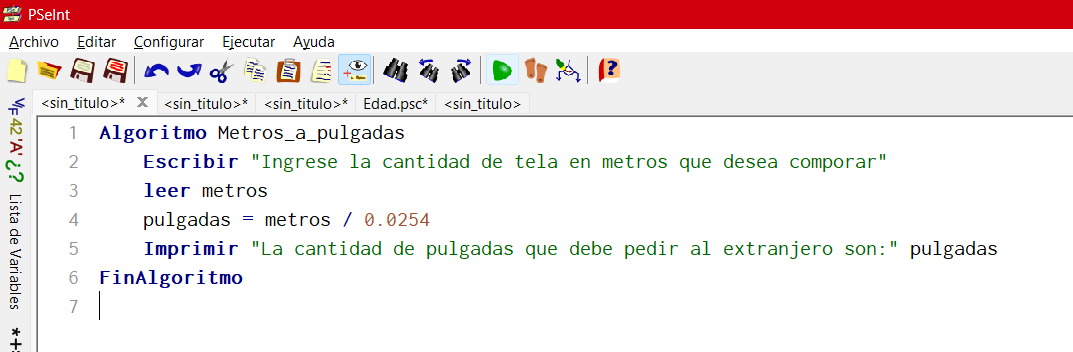 PSeInt
Archivo Editar Configurar Ejecutar Ayuda
<sin_titulo>* X <sin_titulo>* <sin_titulo>* Edad.psc* <sin_titulo>
1 Algoritmo Metros_a_pulgadas
2 Escribir "Ingrese la cantidad de tela en metros que desea comporar"
3 leer metros
4 pulgadas = metros / 0.0254
5 Imprimir "La cantidad de pulgadas que debe pedir al extranjero son:" pulgadas
6 FinAlgoritmo
7
42 'A' ¿?
Lista de Variables
*+